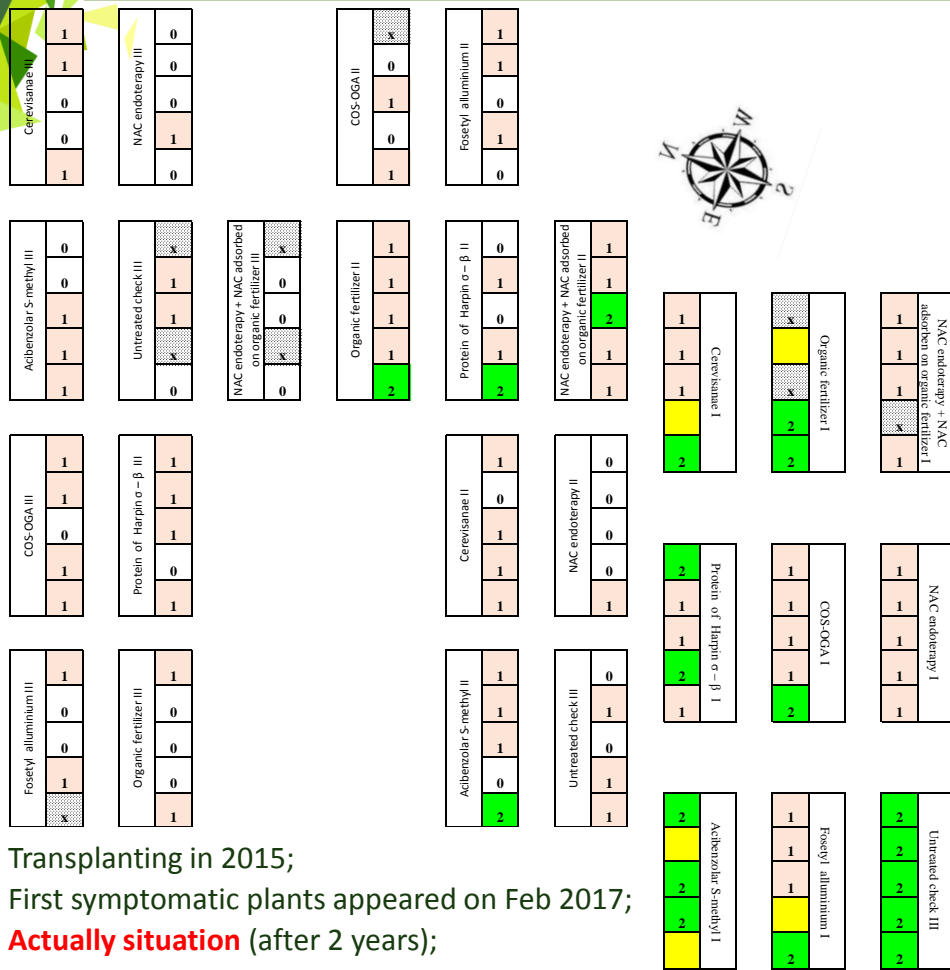 Cerevisanae III
1
1
0
0
1
NAC endoterapy III
0
0
0
1
0
COS-OGA II
x
0
1
0
1
Fosetyl alluminium II
1
1
0
1
0
N
W
S
E
Acibenzolar S-methyl III
0
0
1
1
1
Untreated check III
x
1
1
x
0
NAC endoterapy + NAC adsorbed
on organic fertilizer III
x
0
0
x
0
Organic fertilizer II
1
1
1
1
2
Protein of Harpin σ – β II
0
1
0
1
2
NAC endoterapy + NAC adsorbed
on organic fertilizer II
1
1
2
1
1
1
1
1
2
Cerevisanae I
x
x
2
2
Organic fertilizer I
1
1
1
x
1
NAC endoterapy + NAC
adsorben on organic fertilizer I
COS-OGA III
1
1
0
1
1
Protein of Harpin σ – β III
1
1
1
0
1
Cerevisanae II
1
0
1
1
1
NAC endoterapy II
0
0
0
0
1
2
1
1
2
1
Protein of Harpin σ – β I
1
1
1
1
2
COS-OGA I
1
1
1
1
1
NAC endoterapy I
Fosetyl alluminium III
1
0
0
1
x
Organic fertilizer III
1
0
0
0
1
Acibenzolar S-methyl II
1
1
1
0
2
Untreated check III
0
1
0
1
1
2
2
2
Acibenzolar S-methyl I
1
1
1
2
Fosetyl alluminium I
2
2
2
2
2
Untreated check III
Transplanting in 2015;
First symptomatic plants appeared on Feb 2017;
Actually situation (after 2 years);